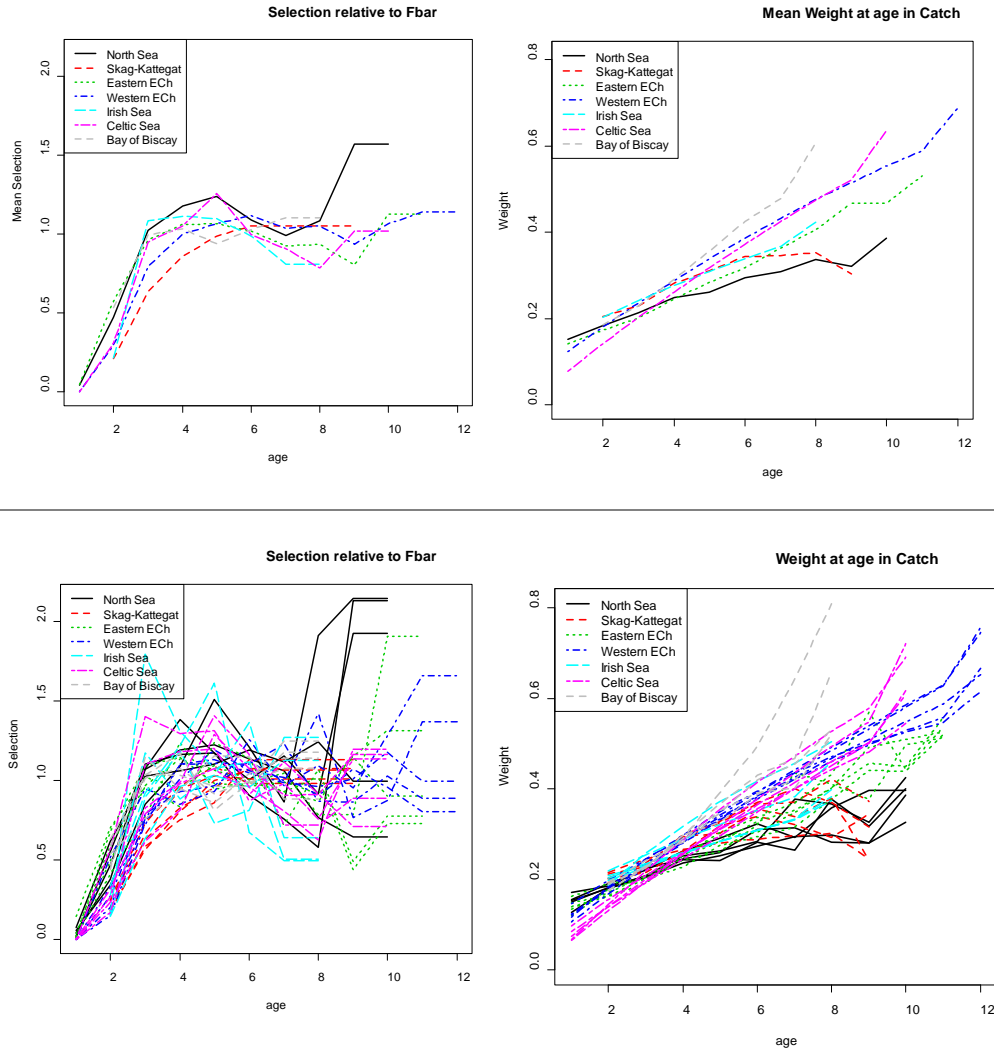 Selection relative to Fbar
Mean Selection
2.0
1.5
1.0
0.5
0.0
North Sea
Skag-Kattegat
Eastern ECh
Western ECh
Irish Sea
Celtic Sea
Bay of Biscay
2 4 6 8 10 12
age
Mean Weight at age in Catch
Weight
0.8
0.6
0.4
0.2
0.0
North Sea
Skag-Kattegat
Eastern ECh
Western ECh
Irish Sea
Celtic Sea
Bay of Biscay
2 4 6 8 10 12
age
Selection relative to Fbar
Selection
2.0
1.5
1.0
0.5
0.0
North Sea
Skag-Kattegat
Eastern ECh
Western ECh
Irish Sea
Celtic Sea
Bay of Biscay
2 4 6 8 10 12
age
Weight at age in Catch
Weight
0.8
0.6
0.4
0.2
0.0
North Sea
Skag-Kattegat
Eastern ECh
Western ECh
Irish Sea
Celtic Sea
Bay of Biscay
2 4 6 8 10 12
age